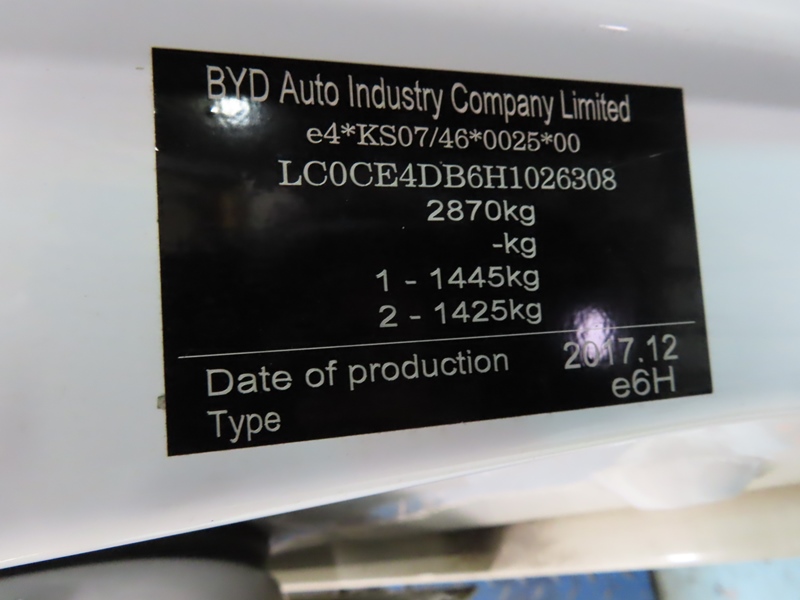 BYD Auto Industry Company Limited
e4*KS07/46*0025*00
LC0CE4DB6H1026308
2870kg
-kg
1 - 1445kg
2 - 1425kg
Date of production 2017.12
Type e6H